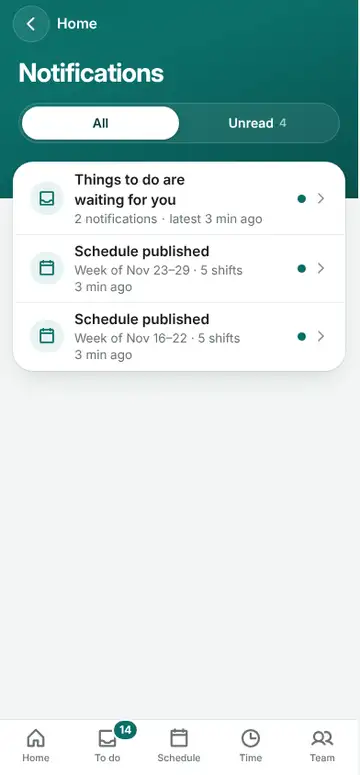 Home
Notifications
All
Unread 4
Things to do are
waiting for you
2 notifications · latest 3 min ago
Schedule published
Week of Nov 23–29 · 5 shifts
3 min ago
Schedule published
Week of Nov 16–22 · 5 shifts
3 min ago
14
Home
To do
Schedule
Time
Team